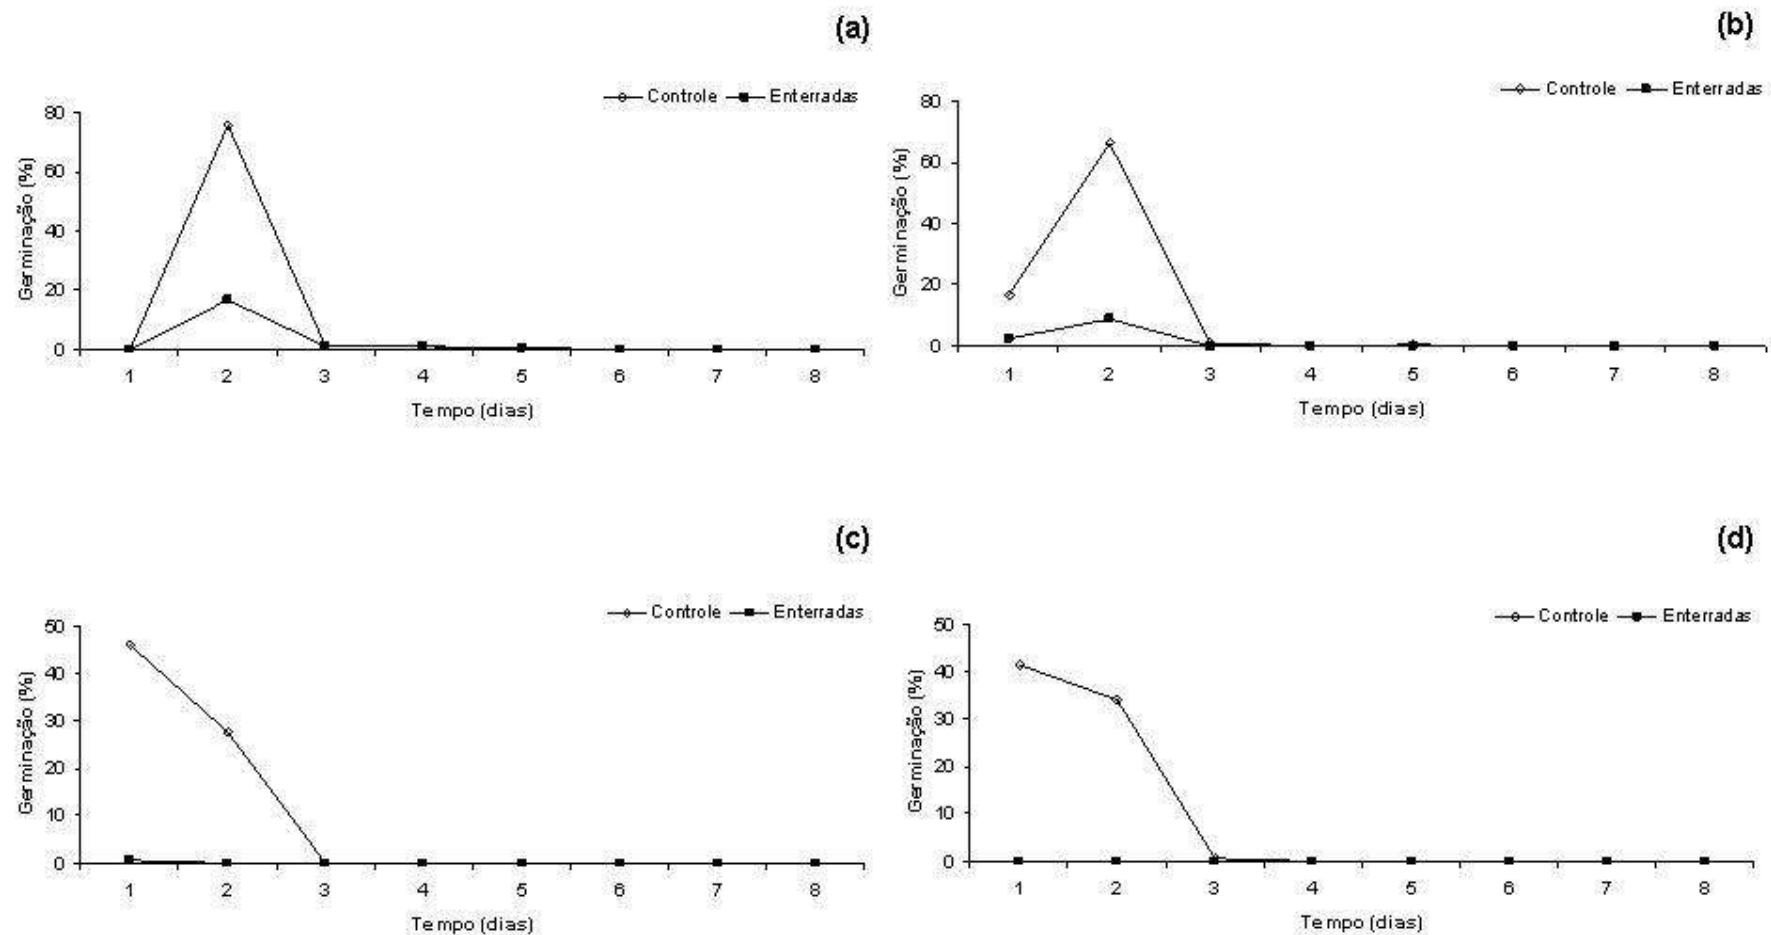 (a)
Controle Enterradas
Germinação (%)
80
60
40
20
0
1 2 3 4 5 6 7 8
Tempo (dias)
(b)
Controle Enterradas
Germinação (%)
80
60
40
20
0
1 2 3 4 5 6 7 8
Tempo (dias)
(c)
Controle Enterradas
Germinação (%)
50
40
30
20
10
0
1 2 3 4 5 6 7 8
Tempo (dias)
(d)
Controle Enterradas
Germinação (%)
50
40
30
20
10
0
1 2 3 4 5 6 7 8
Tempo (dias)